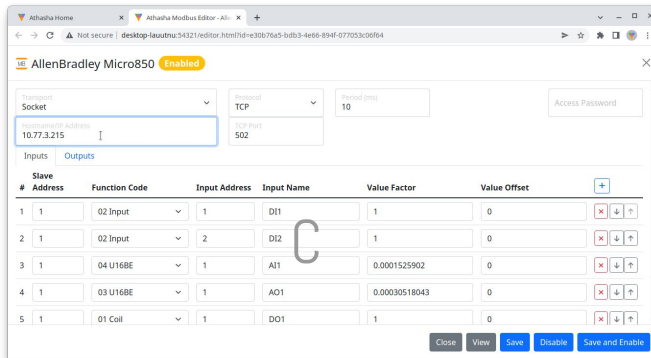 Athasha Home
Athasha Modbus Editor - Alle
Not secure | desktop-lauutnu:54321/editor.html?id=e30b76a5-bdb3-4e66-894f-077053c06f64
MB AllenBradley Micro850 Enabled
Transport
Socket
Protocol
TCP
Period (ms)
10
Access Password
Hostname/IP Address
10.77.3.215
TCP Port
502
Inputs Outputs
# Slave Address Function Code Input Address Input Name Value Factor Value Offset +
1 1 02 Input 1 DI1 1 0
2 1 02 Input 2 DI2 1 0
3 1 04 U16BE 1 AI1 0.0001525902 0
4 1 03 U16BE 1 AO1 0.00030518043 0
5 1 01 Coil 1 DO1 1 0
C
Close View Save Disable Save and Enable